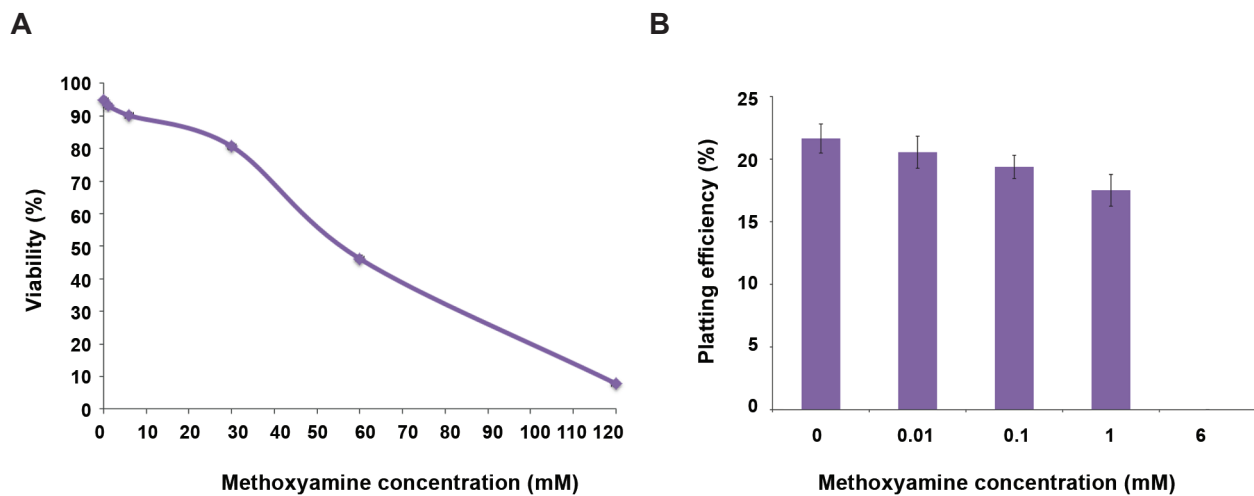 A
Viability (%)
100
90
80
70
60
50
40
30
20
10
0
0 10 20 30 40 50 60 70 80 90 100 110 120
Methoxyamine concentration (mM)
B
Platting efficiency (%)
25
20
15
10
5
0
0 0.01 0.1 1 6
Methoxyamine concentration (mM)